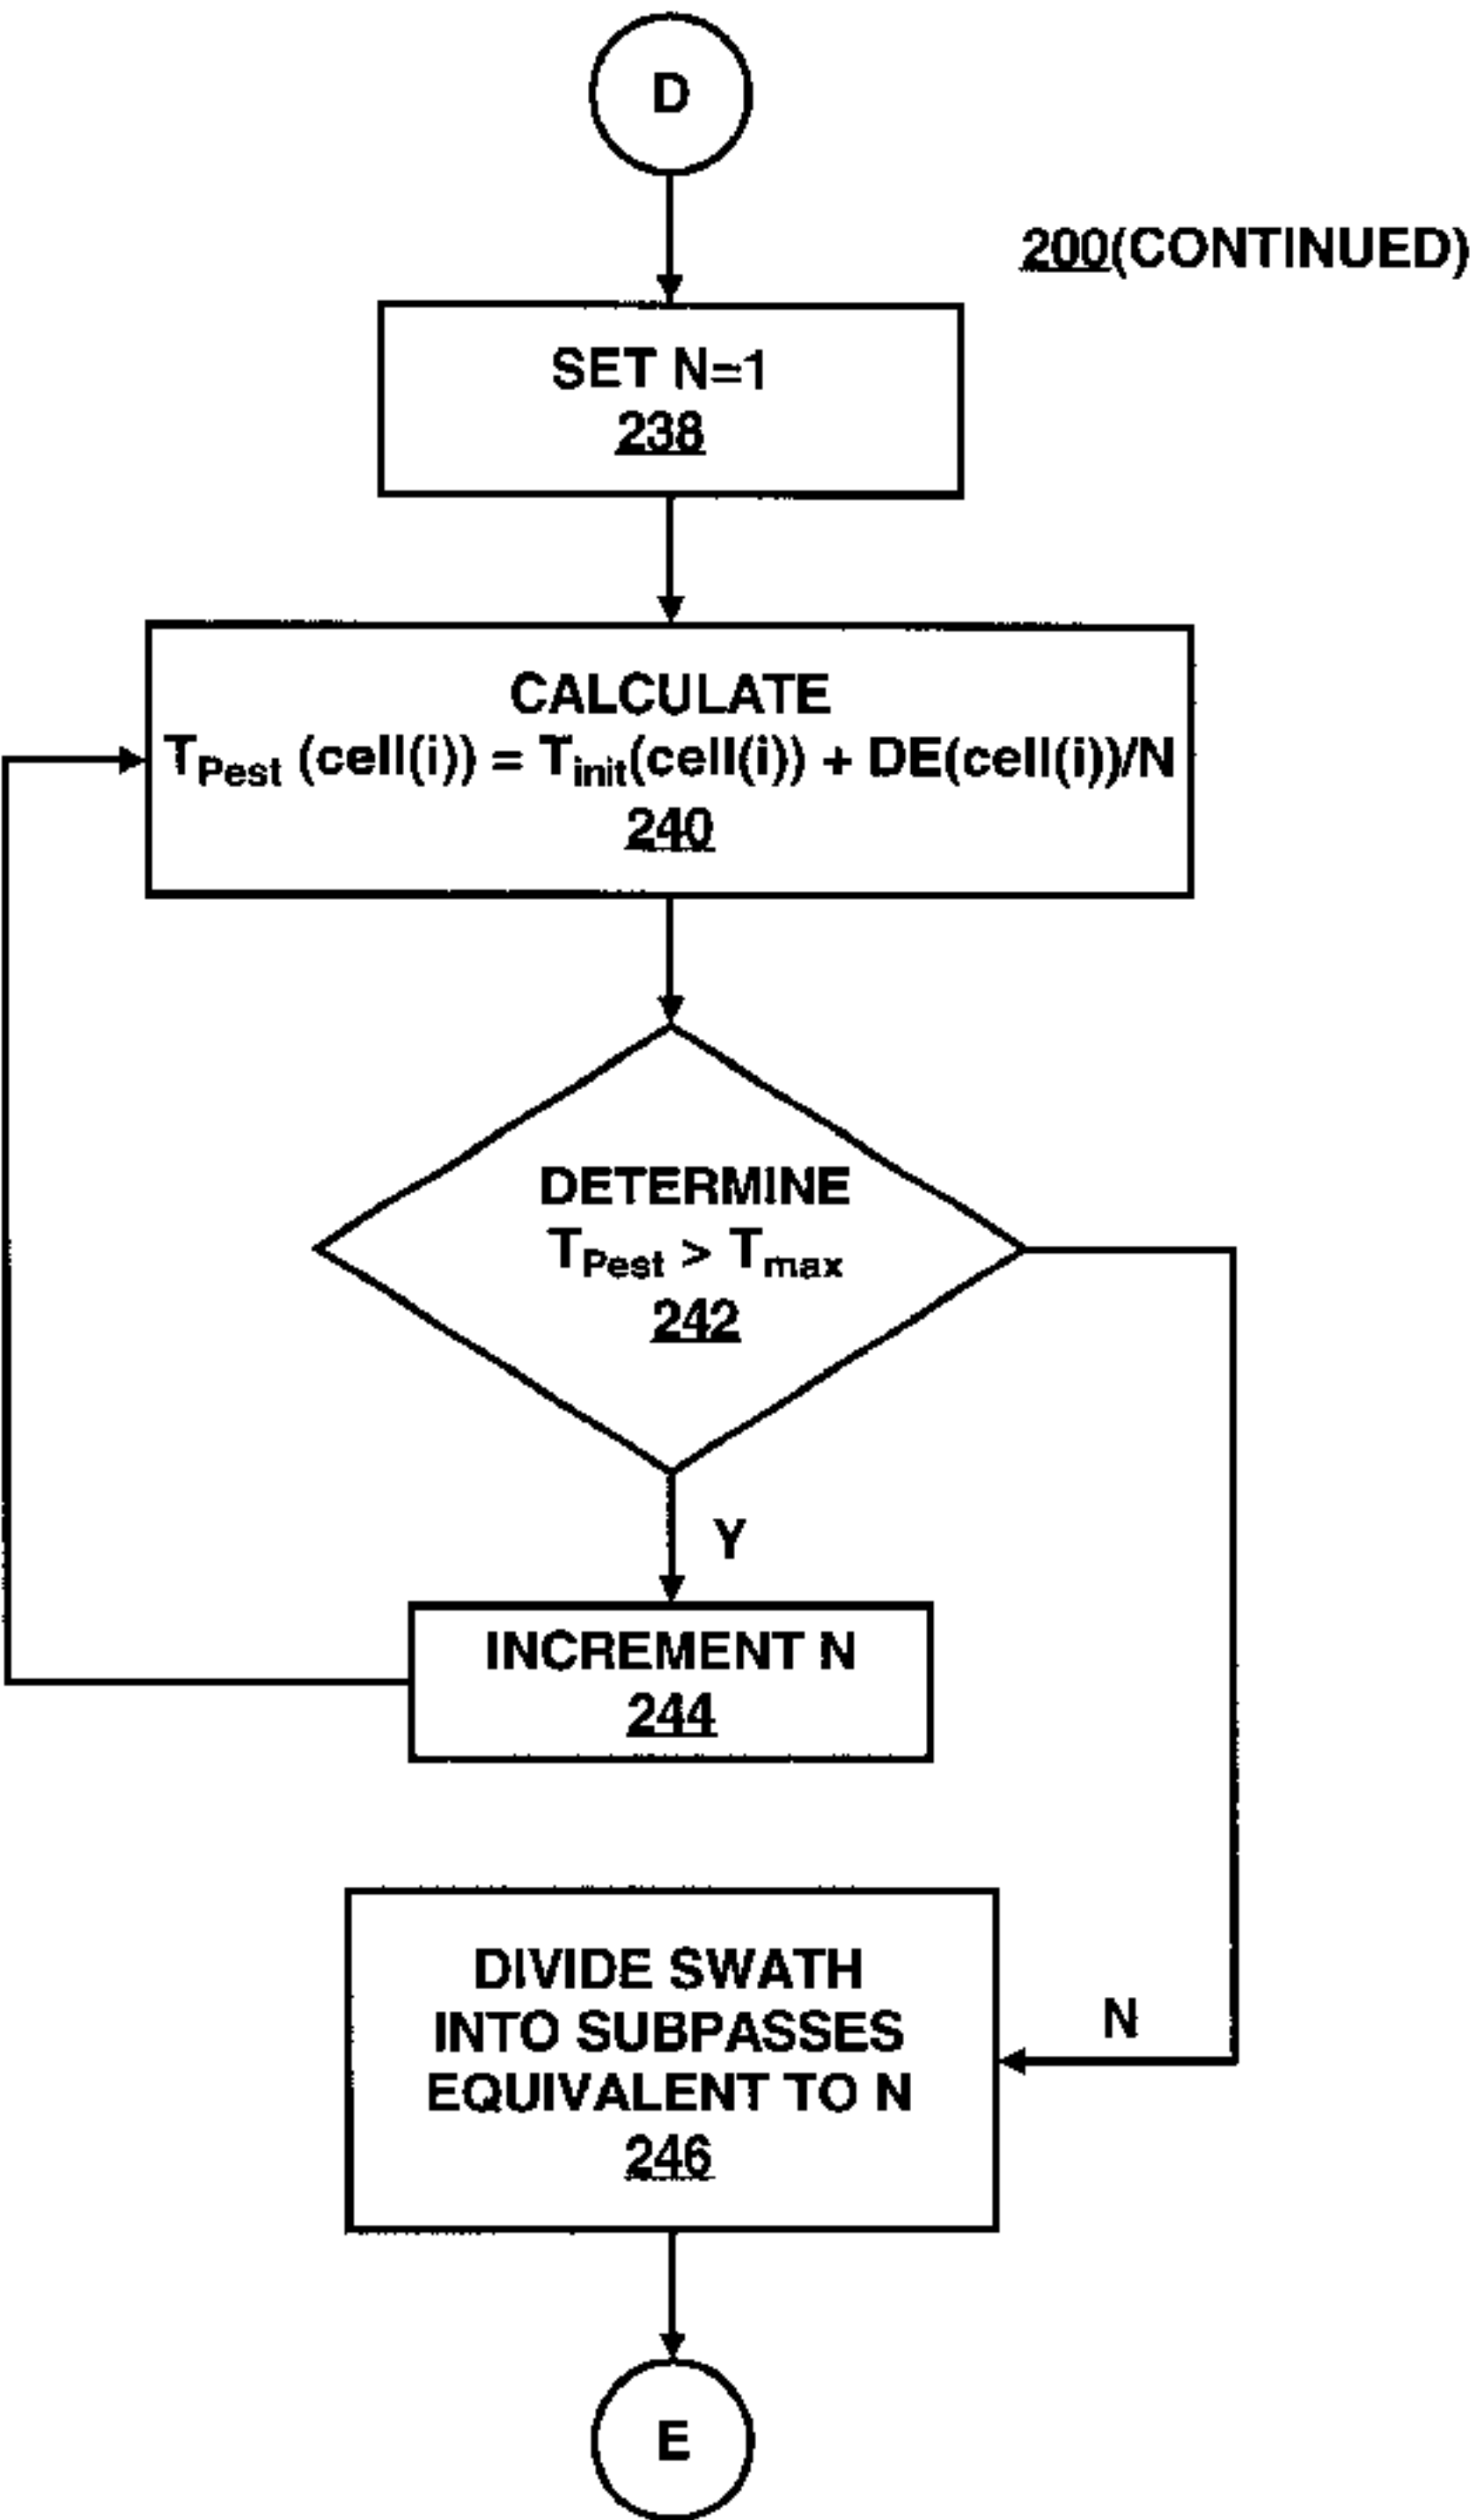 D
200(CONTINUED)
SET N=1
238
CALCULATE
TPest (cell(i)) = Tinit(cell(i)) + DE(cell(i))/N
240
DETERMINE
TPest > Tmax
242
Y
INCREMENT N
244
DIVIDE SWATH
INTO SUBPASSES
EQUIVALENT TO N
246
N
E